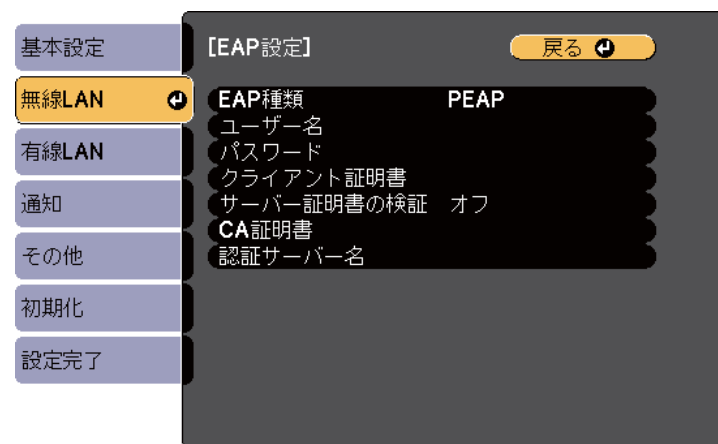 基本設定
無線LAN
有線LAN
通知
その他
初期化
設定完了
[EAP設定]
戻る
EAP種類 PEAP
ユーザー名
パスワード
クライアント証明書
サーバー証明書の検証 オフ
CA証明書
認証サーバー名